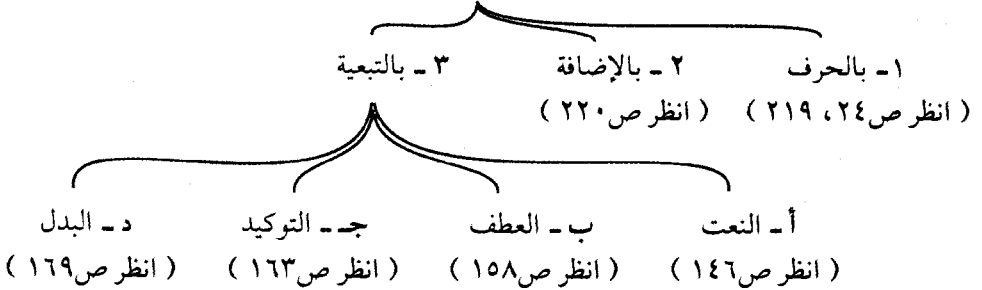 ١ـ بالحرف ٢ ـ بالإضافة ٣ ـ بالتبعية
( انظر ص٢٤، ٢١٩ ) ( انظر ص٢٢٠ )
أ ـ النعت ب ـ العطف جـ ـ التوكيد د ـ البدل
( انظر ص١٤٦ ) ( انظر ص١٥٨ ) ( انظر ص١٦٣ ) ( انظر ص١٦٩ )